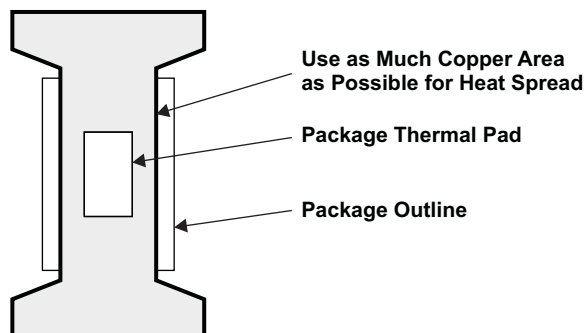 Use as Much Copper Area
as Possible for Heat Spread
Package Thermal Pad
Package Outline